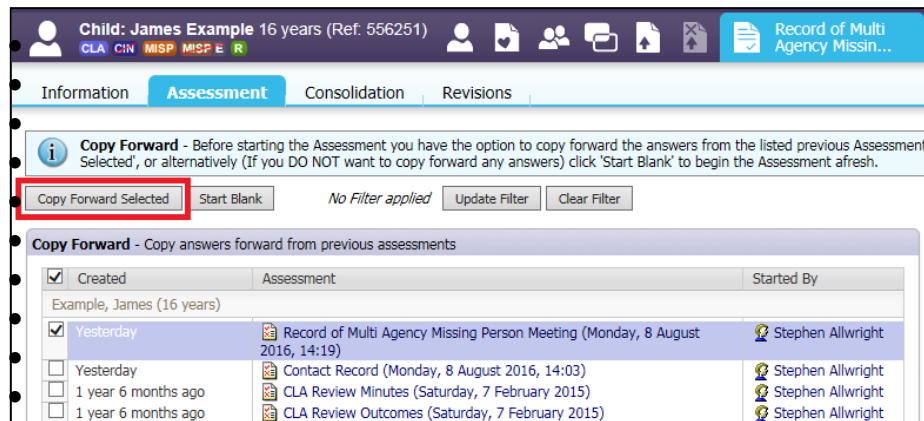 Child: James Example 16 years (Ref: 556251)
CLA CIN MISP MISP E R
Record of Multi
Agency Missin...
Information Assessment Consolidation Revisions
Copy Forward - Before starting the Assessment you have the option to copy forward the answers from the listed previous Assessment
Selected', or alternatively (If you DO NOT want to copy forward any answers) click 'Start Blank' to begin the Assessment afresh.
Copy Forward Selected Start Blank No Filter applied Update Filter Clear Filter
Copy Forward - Copy answers forward from previous assessments
Created Assessment Started By
Example, James (16 years)
Yesterday Record of Multi Agency Missing Person Meeting (Monday, 8 August Stephen Allwright
2016, 14:19)
Yesterday Contact Record (Monday, 8 August 2016, 14:03) Stephen Allwright
1 year 6 months ago CLA Review Minutes (Saturday, 7 February 2015) Stephen Allwright
1 year 6 months ago CLA Review Outcomes (Saturday, 7 February 2015) Stephen Allwright